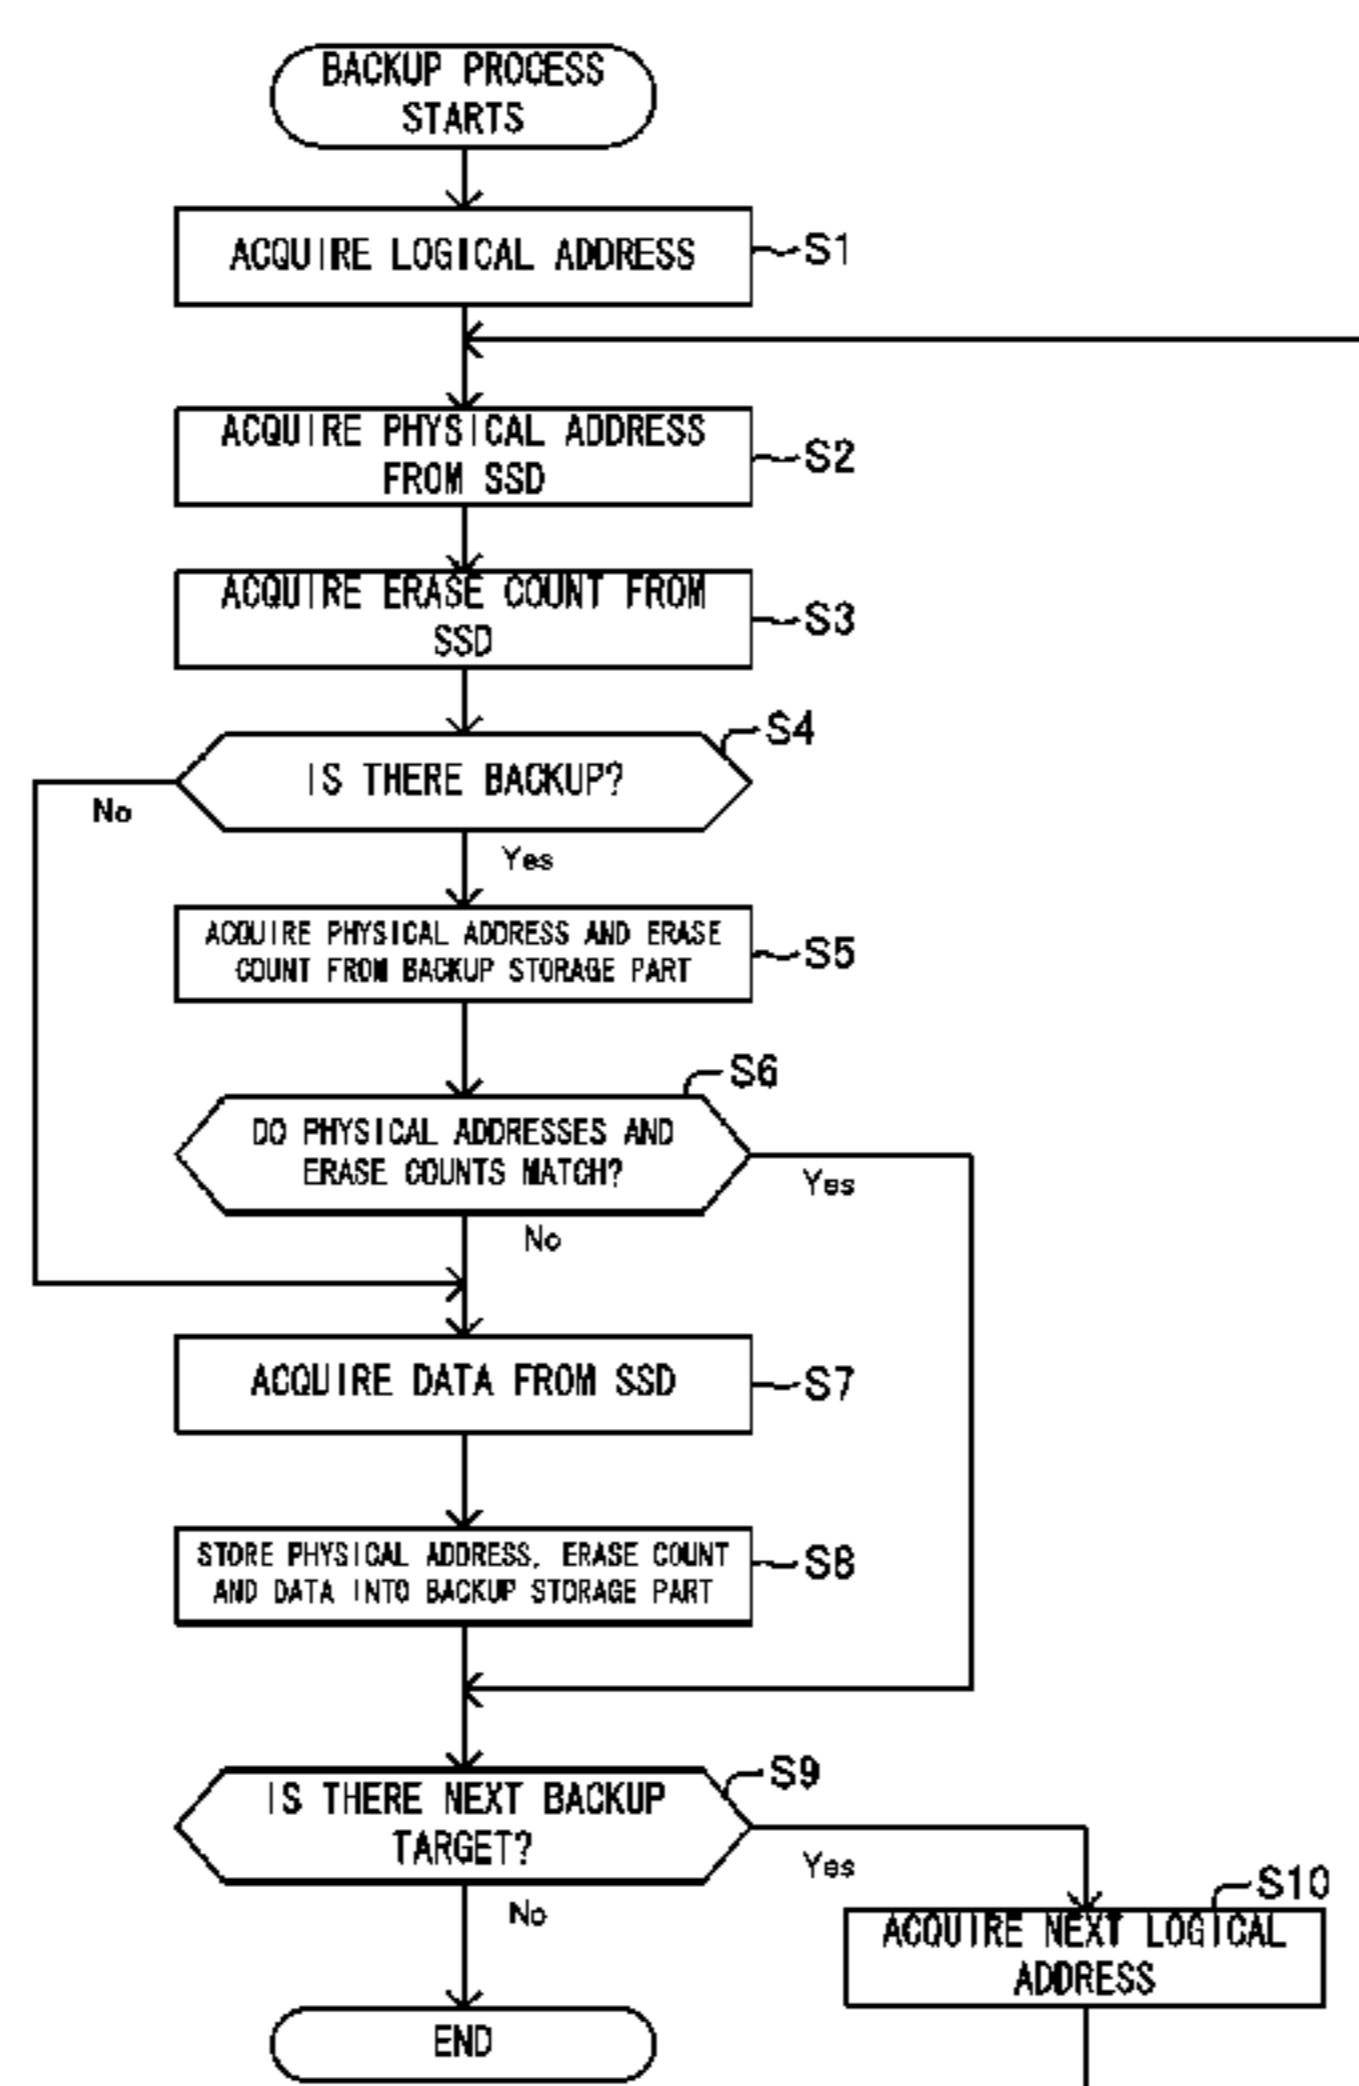 BACKUP PROCESS
STARTS
ACQUIRE LOGICAL ADDRESS
S1
ACQUIRE PHYSICAL ADDRESS
FROM SSD
S2
ACQUIRE ERASE COUNT FROM
SSD
S3
S4
IS THERE BACKUP?
No
Yes
ACQUIRE PHYSICAL ADDRESS AND ERASE
COUNT FROM BACKUP STORAGE PART
S5
S6
DO PHYSICAL ADDRESSES AND
ERASE COUNTS MATCH?
Yes
No
ACQUIRE DATA FROM SSD
S7
STORE PHYSICAL ADDRESS, ERASE COUNT
AND DATA INTO BACKUP STORAGE PART
S8
S9
IS THERE NEXT BACKUP
TARGET?
Yes
No
S10
ACQUIRE NEXT LOGICAL
ADDRESS
END